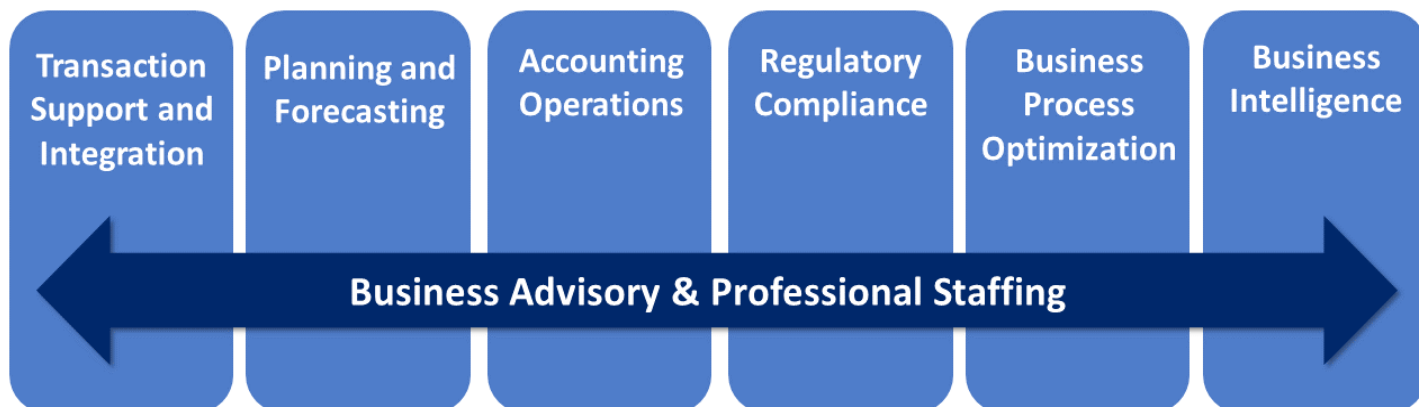 Transaction
Support and
Integration
Planning and
Forecasting
Accounting
Operations
Regulatory
Compliance
Business
Process
Optimization
Business
Intelligence
Business Advisory & Professional Staffing